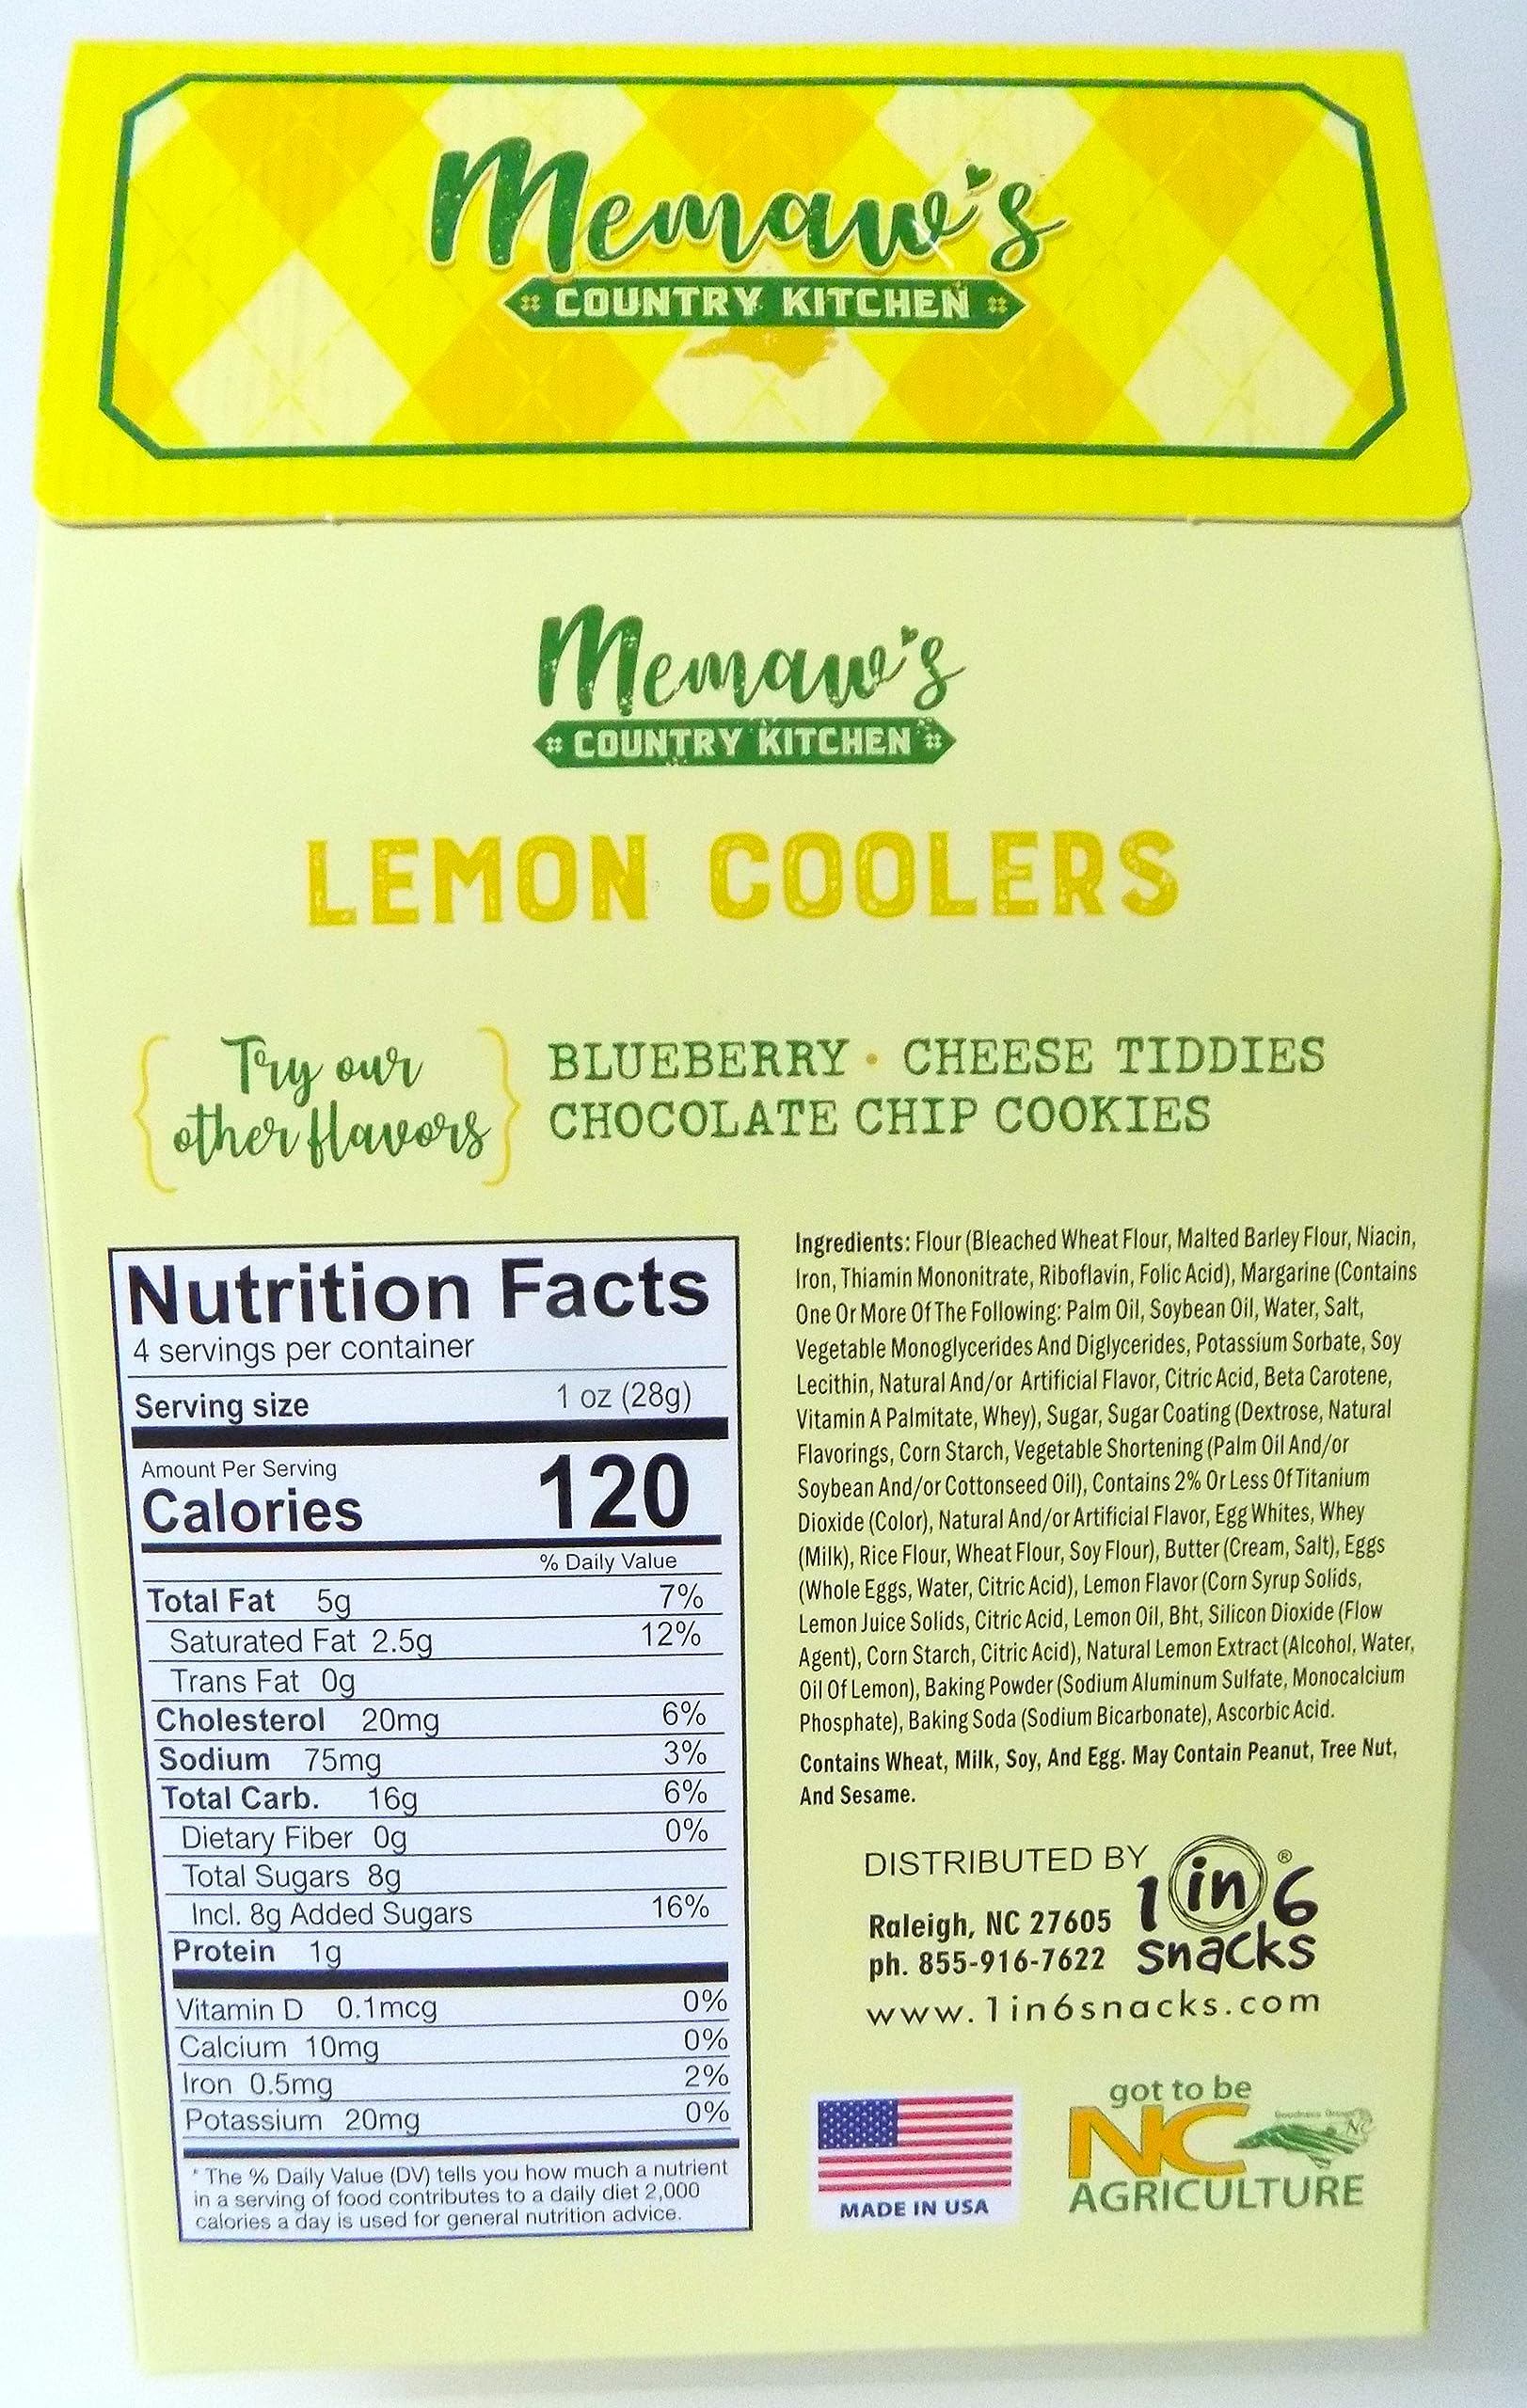 Memaw's
COUNTRY KITCHEN
Memaw's
COUNTRY KITCHEN
LEMON COOLERS
Try our
other flavors
BLUEBERRY • CHEESE TIDDIES
CHOCOLATE CHIP COOKIES
Nutrition Facts
4 servings per container
Serving size 1 oz (28g)
Amount Per Serving
Calories 120
% Daily Value
Total Fat 5g 7%
Saturated Fat 2.5g 12%
Trans Fat 0g
Cholesterol 20mg 6%
Sodium 75mg 3%
Total Carb. 16g 6%
Dietary Fiber 0g 0%
Total Sugars 8g
Incl. 8g Added Sugars 16%
Protein 1g
Vitamin D 0.1mcg 0%
Calcium 10mg 0%
Iron 0.5mg 2%
Potassium 20mg 0%
* The % Daily Value (DV) tells you how much a nutrient
in a serving of food contributes to a daily diet 2,000
calories a day is used for general nutrition advice.
Ingredients: Flour (Bleached Wheat Flour, Malted Barley Flour, Niacin,
Iron, Thiamin Mononitrate, Riboflavin, Folic Acid), Margarine (Contains
One Or More Of The Following: Palm Oil, Soybean Oil, Water, Salt,
Vegetable Monoglycerides And Diglycerides, Potassium Sorbate, Soy
Lecithin, Natural And/or Artificial Flavor, Citric Acid, Beta Carotene,
Vitamin A Palmitate, Whey), Sugar, Sugar Coating (Dextrose, Natural
Flavorings, Corn Starch, Vegetable Shortening (Palm Oil And/or
Soybean And/or Cottonseed Oil), Contains 2% Or Less Of Titanium
Dioxide (Color), Natural And/or Artificial Flavor, Egg Whites, Whey
(Milk), Rice Flour, Wheat Flour, Soy Flour), Butter (Cream, Salt), Eggs
(Whole Eggs, Water, Citric Acid), Lemon Flavor (Corn Syrup Solids,
Lemon Juice Solids, Citric Acid, Lemon Oil, Bht, Silicon Dioxide (Flow
Agent), Corn Starch, Citric Acid), Natural Lemon Extract (Alcohol, Water,
Oil Of Lemon), Baking Powder (Sodium Aluminum Sulfate, Monocalcium
Phosphate), Baking Soda (Sodium Bicarbonate), Ascorbic Acid.
Contains Wheat, Milk, Soy, And Egg. May Contain Peanut, Tree Nut,
And Sesame.
DISTRIBUTED BY
1 in 6 ®
snacks
Raleigh, NC 27605
ph. 855-916-7622
www.1in6snacks.com
MADE IN USA
got to be
NC
AGRICULTURE
NC